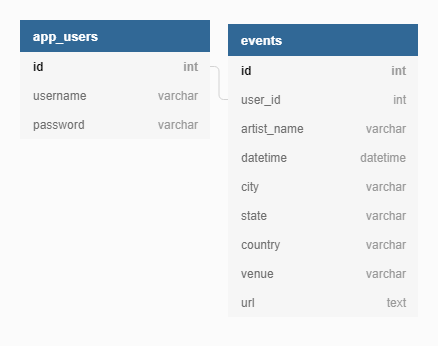 app_users
id int
username varchar
password varchar
events
id int
user_id int
artist_name varchar
datetime datetime
city varchar
state varchar
country varchar
venue varchar
url text